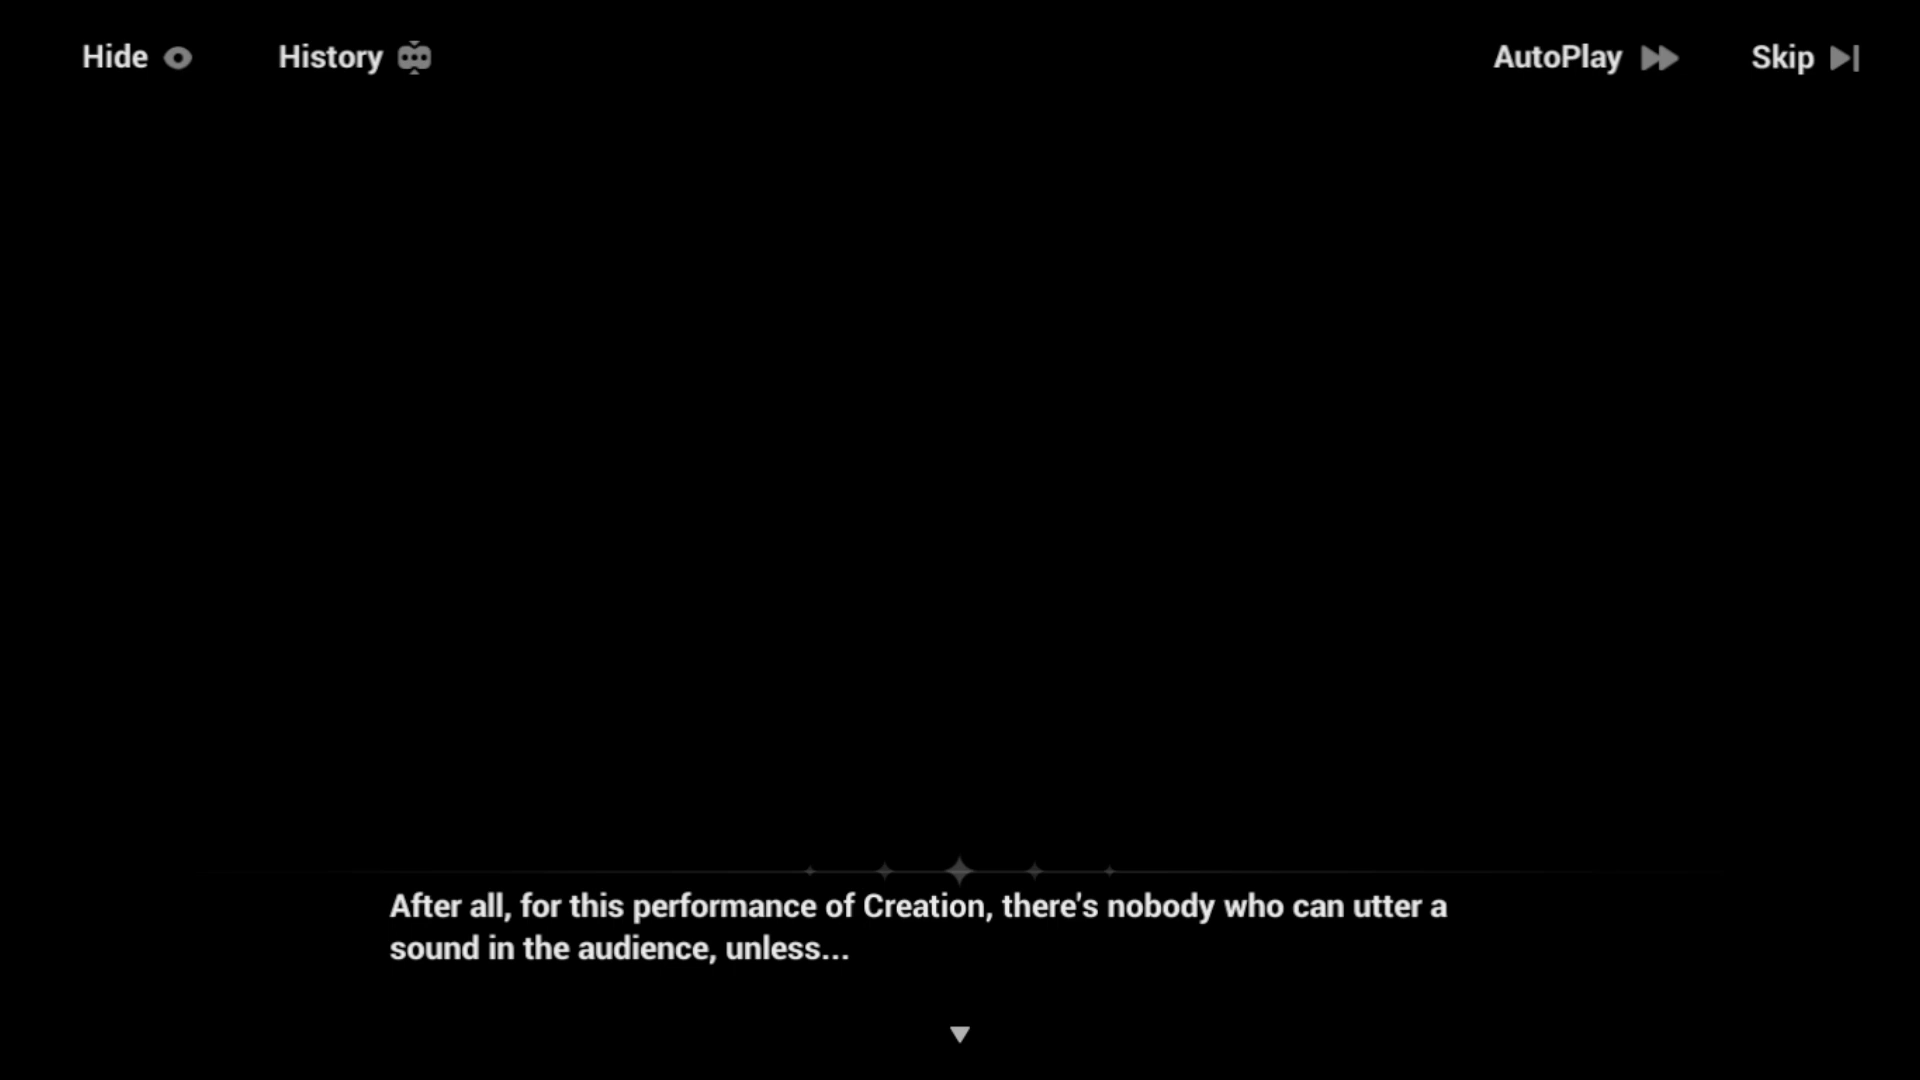 Hide
History
AutoPlay
Skip
After all, for this performance of Creation, there's nobody who can utter a
sound in the audience, unless...